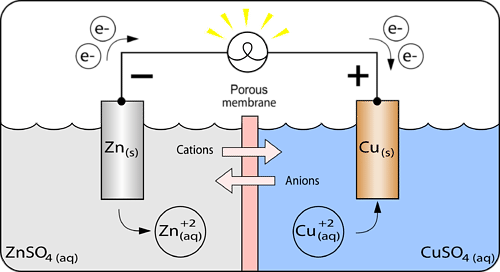 e- e-
e- e-
− +
Porous
membrane
Zn(s)
Cu(s)
Cations
Anions
Zn+2(aq)
Cu+2(aq)
ZnSO4 (aq)
CuSO4 (aq)